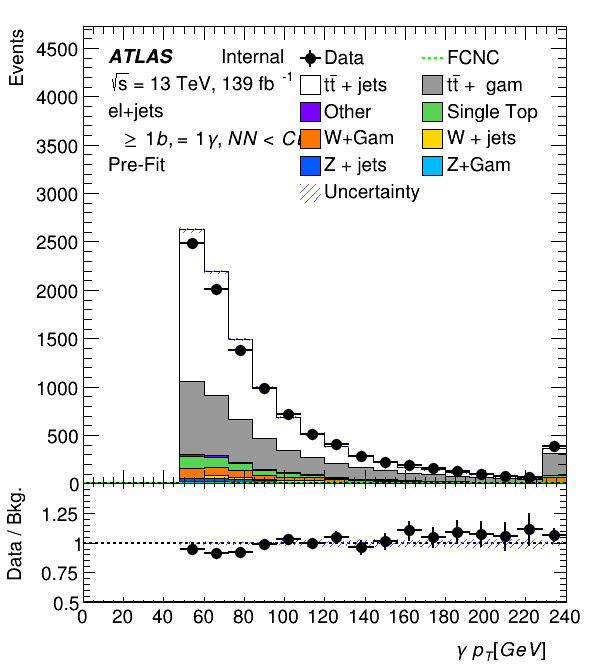 Events
4500
4000
3500
3000
2500
2000
1500
1000
500
0
ATLAS Internal
√s = 13 TeV, 139 fb -1
el+jets
≥ 1b, = 1γ, NN <
Pre-Fit
Data
FCNC
tt̄ + jets
tt̄ + gam
Other
Single Top
W+Gam
W + jets
Z + jets
Z+Gam
Uncertainty
Data / Bkg.
1.25
1
0.75
0.5
0 20 40 60 80 100 120 140 160 180 200 220 240
γ pT[GeV]